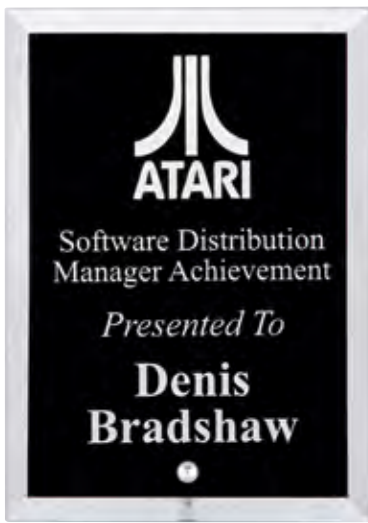 ATARI
Software Distribution
Manager Achievement
Presented To
Denis
Bradshaw